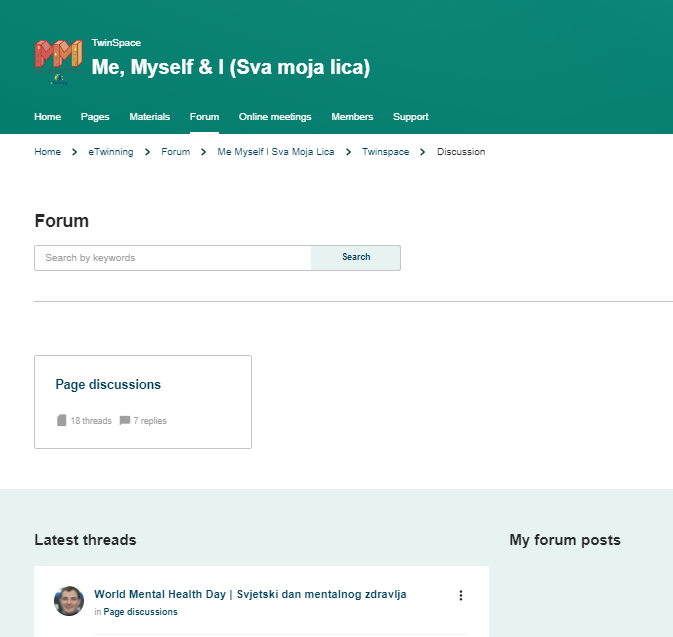 TwinSpace
Me, Myself & I (Sva moja lica)
Home Pages Materials Forum Online meetings Members Support
Home > eTwinning > Forum > Me Myself I Sva Moja Lica > Twinspace > Discussion
Forum
Search by keywords Search
Page discussions
18 threads 7 replies
Latest threads
My forum posts
World Mental Health Day | Svjetski dan mentalnog zdravlja
in Page discussions